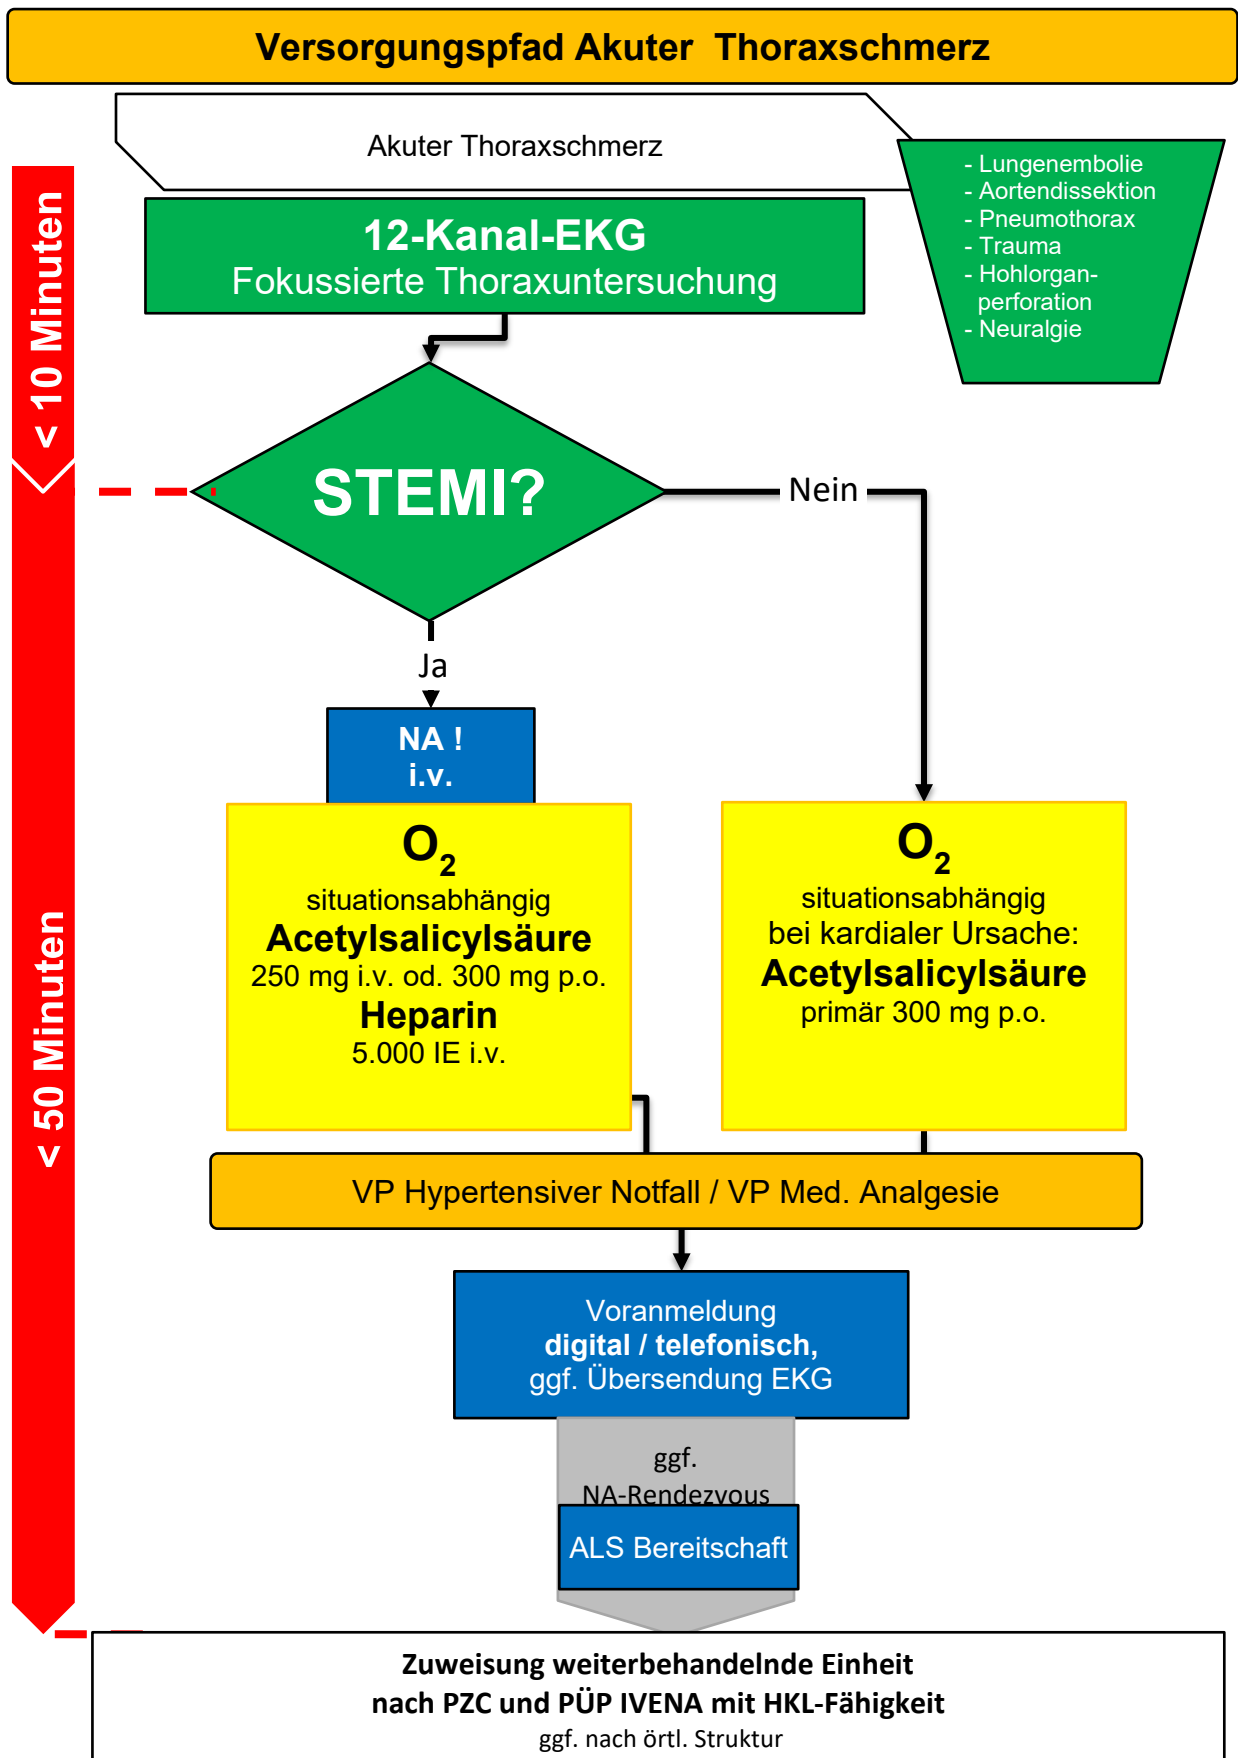 Versorgungspfad Akuter Thoraxschmerz
Akuter Thoraxschmerz
- Lungenembolie
- Aortendissektion
- Pneumothorax
- Trauma
- Hohlorgan-
perforation
- Neuralgie
12-Kanal-EKG
Fokussierte Thoraxuntersuchung
< 10 Minuten
STEMI?
Nein
Ja
NA !
i.v.
O2
situationsabhängig
Acetylsalicylsäure
250 mg i.v. od. 300 mg p.o.
Heparin
5.000 IE i.v.
O2
situationsabhängig
bei kardialer Ursache:
Acetylsalicylsäure
primär 300 mg p.o.
< 50 Minuten
VP Hypertensiver Notfall / VP Med. Analgesie
Voranmeldung
digital / telefonisch,
ggf. Übersendung EKG
ggf.
NA-Rendezvous
ALS Bereitschaft
Zuweisung weiterbehandelnde Einheit
nach PZC und PÜP IVENA mit HKL-Fähigkeit
ggf. nach örtl. Struktur